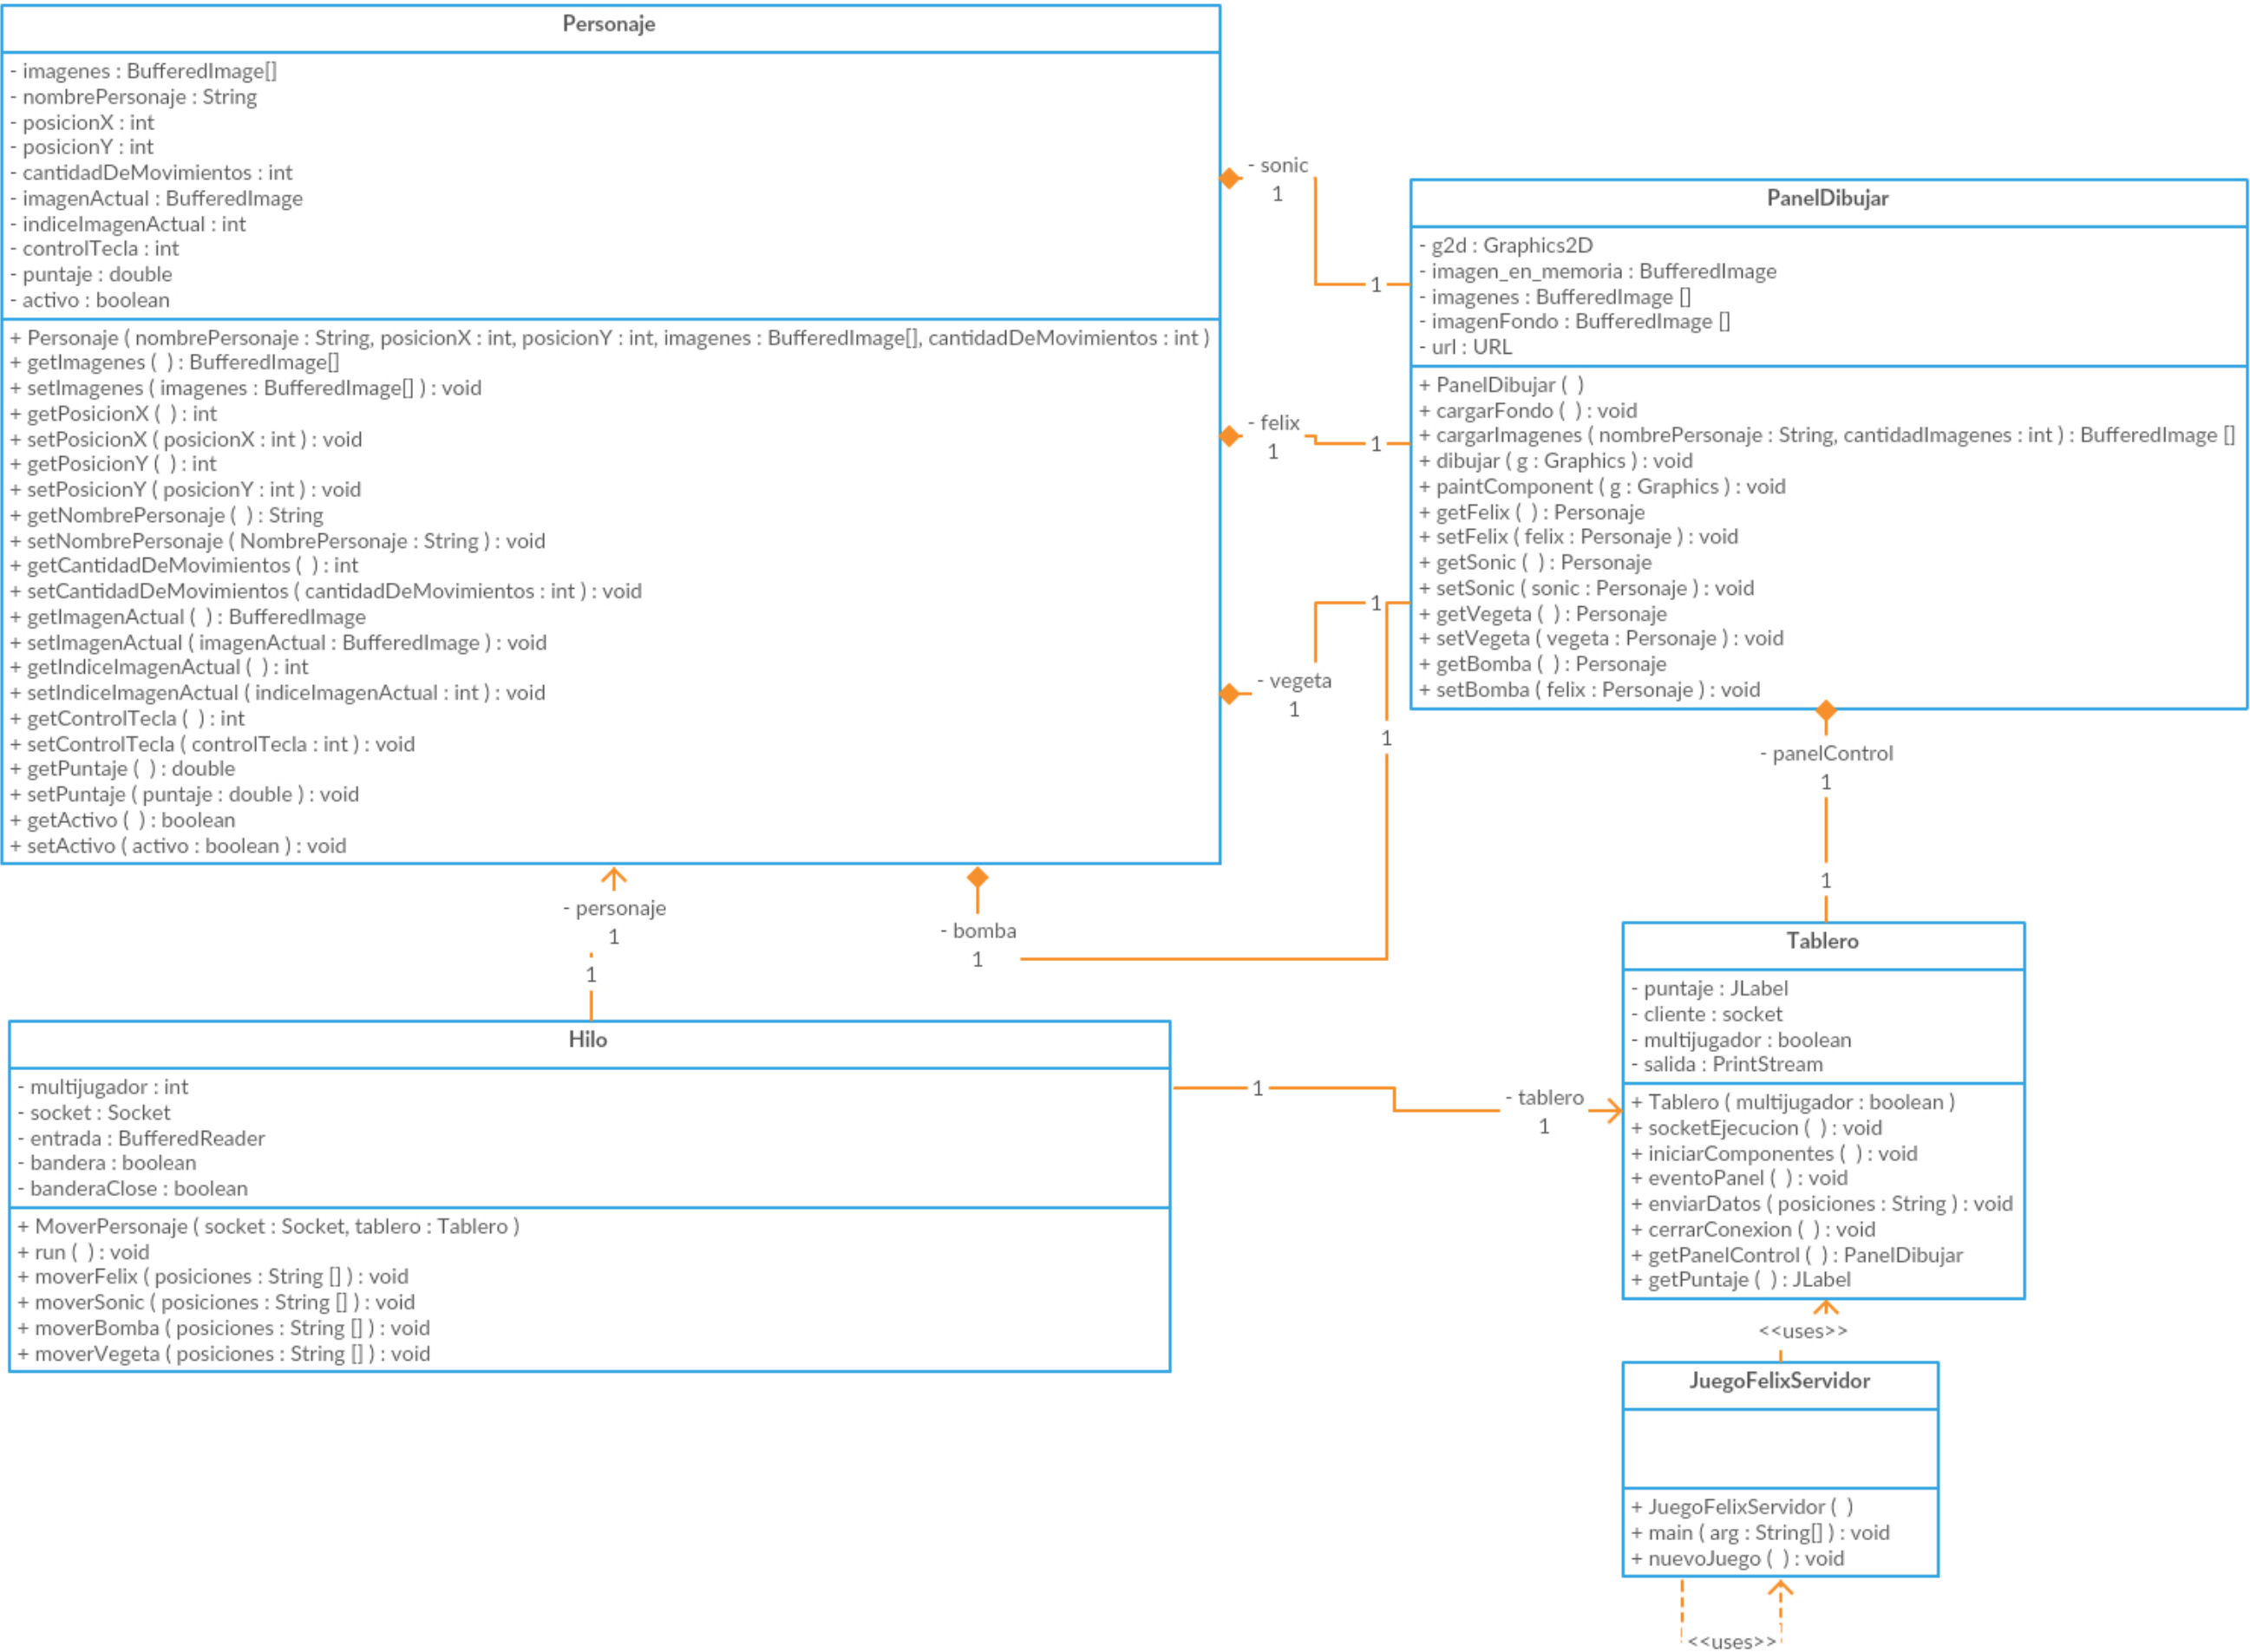 Personaje
- imagenes : BufferedImage[]
- nombrePersonaje : String
- posicionX : int
- posicionY : int
- cantidadDeMovimientos : int
- imagenActual : BufferedImage
- indiceImagenActual : int
- controlTecla : int
- puntaje : double
- activo : boolean
+ Personaje ( nombrePersonaje : String, posicionX : int, posicionY : int, imagenes : BufferedImage[], cantidadDeMovimientos : int )
+ getImagenes ( ) : BufferedImage[]
+ setImagenes ( imagenes : BufferedImage[] ) : void
+ getPosicionX ( ) : int
+ setPosicionX ( posicionX : int ) : void
+ getPosicionY ( ) : int
+ setPosicionY ( posicionY : int ) : void
+ getNombrePersonaje ( ) : String
+ setNombrePersonaje ( NombrePersonaje : String ) : void
+ getCantidadDeMovimientos ( ) : int
+ setCantidadDeMovimientos ( cantidadDeMovimientos : int ) : void
+ getImagenActual ( ) : BufferedImage
+ setImagenActual ( imagenActual : BufferedImage ) : void
+ getIndiceImagenActual ( ) : int
+ setIndiceImagenActual ( indiceImagenActual : int ) : void
+ getControlTecla ( ) : int
+ setControlTecla ( controlTecla : int ) : void
+ getPuntaje ( ) : double
+ setPuntaje ( puntaje : double ) : void
+ getActivo ( ) : boolean
+ setActivo ( activo : boolean ) : void
- sonic
1
1
- felix
1
1
- vegeta
1
1
- bomba
1
1
PanelDibujar
- g2d : Graphics2D
- imagen_en_memoria : BufferedImage
- imagenes : BufferedImage []
- imagenFondo : BufferedImage []
- url : URL
+ PanelDibujar ( )
+ cargarFondo ( ) : void
+ cargarImagenes ( nombrePersonaje : String, cantidadImagenes : int ) : BufferedImage []
+ dibujar ( g : Graphics ) : void
+ paintComponent ( g : Graphics ) : void
+ getFelix ( ) : Personaje
+ setFelix ( felix : Personaje ) : void
+ getSonic ( ) : Personaje
+ setSonic ( sonic : Personaje ) : void
+ getVegeta ( ) : Personaje
+ setVegeta ( vegeta : Personaje ) : void
+ getBomba ( ) : Personaje
+ setBomba ( felix : Personaje ) : void
- panelControl
1
1
- personaje
1
1
Hilo
- multijugador : int
- socket : Socket
- entrada : BufferedReader
- bandera : boolean
- banderaClose : boolean
+ MoverPersonaje ( socket : Socket, tablero : Tablero )
+ run ( ) : void
+ moverFelix ( posiciones : String [] ) : void
+ moverSonic ( posiciones : String [] ) : void
+ moverBomba ( posiciones : String [] ) : void
+ moverVegeta ( posiciones : String [] ) : void
1
- tablero
1
Tablero
- puntaje : JLabel
- cliente : socket
- multijugador : boolean
- salida : PrintStream
+ Tablero ( multijugador : boolean )
+ socketEjecucion ( ) : void
+ iniciarComponentes ( ) : void
+ eventoPanel ( ) : void
+ enviarDatos ( posiciones : String ) : void
+ cerrarConexion ( ) : void
+ getPanelControl ( ) : PanelDibujar
+ getPuntaje ( ) : JLabel
<<uses>>
JuegoFelixServidor
+ JuegoFelixServidor ( )
+ main ( arg : String[] ) : void
+ nuevoJuego ( ) : void
<<uses>>